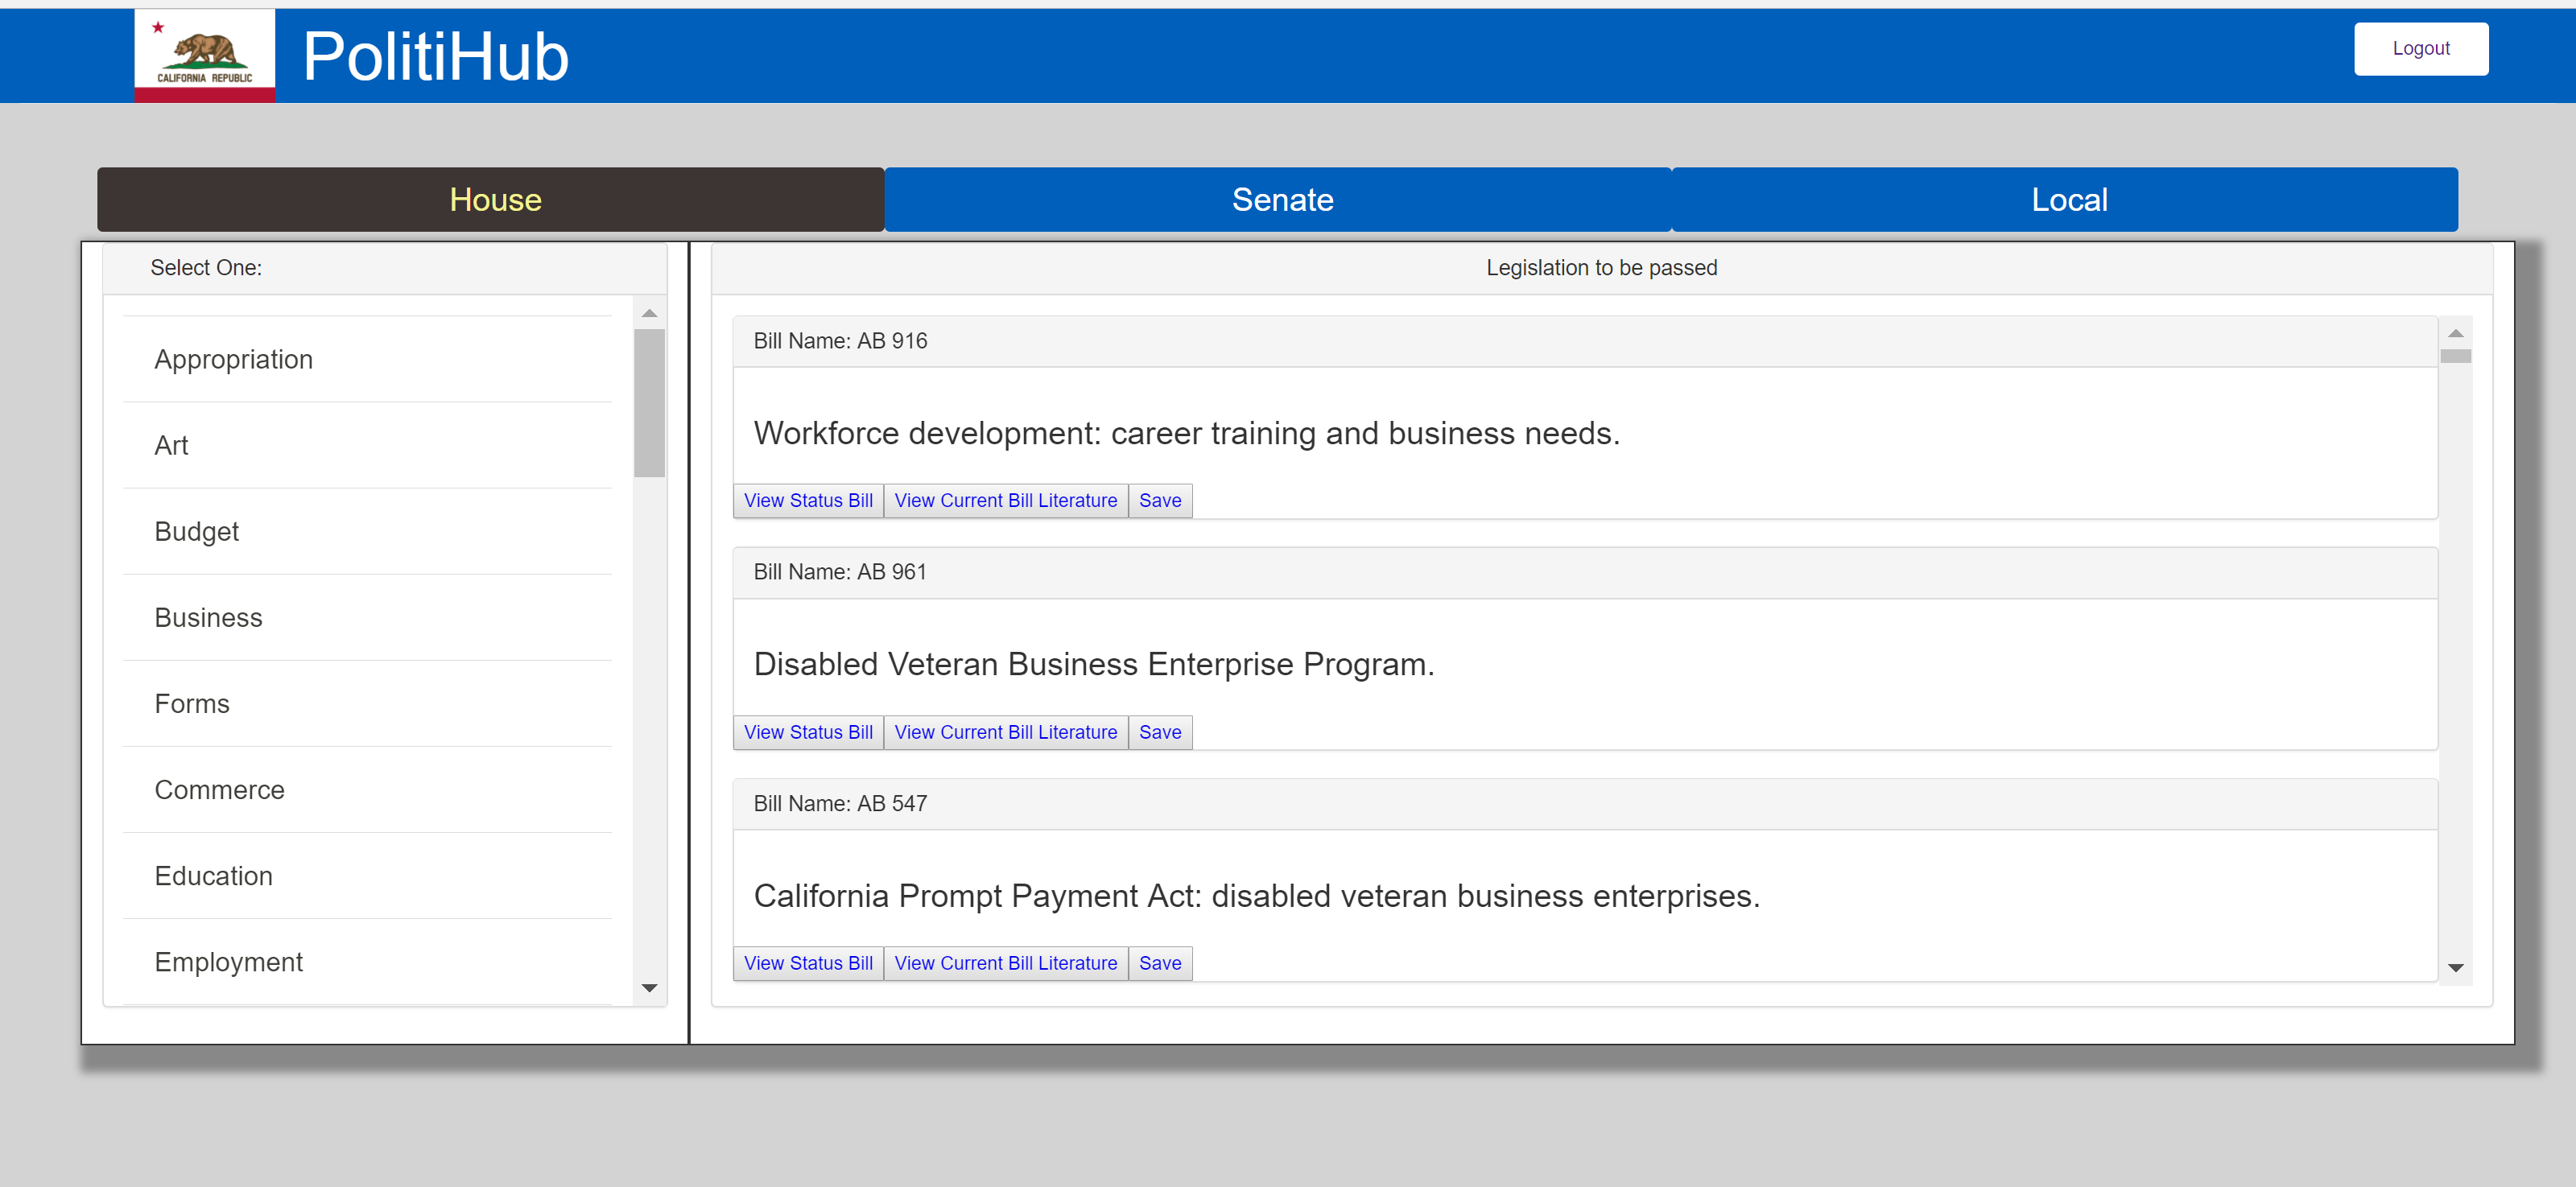 CALIFORNIA REPUBLIC
PolitiHub
Logout
House
Senate
Local
Select One:
Appropriation
Art
Budget
Business
Forms
Commerce
Education
Employment
Legislation to be passed
Bill Name: AB 916
Workforce development: career training and business needs.
View Status Bill View Current Bill Literature Save
Bill Name: AB 961
Disabled Veteran Business Enterprise Program.
View Status Bill View Current Bill Literature Save
Bill Name: AB 547
California Prompt Payment Act: disabled veteran business enterprises.
View Status Bill View Current Bill Literature Save